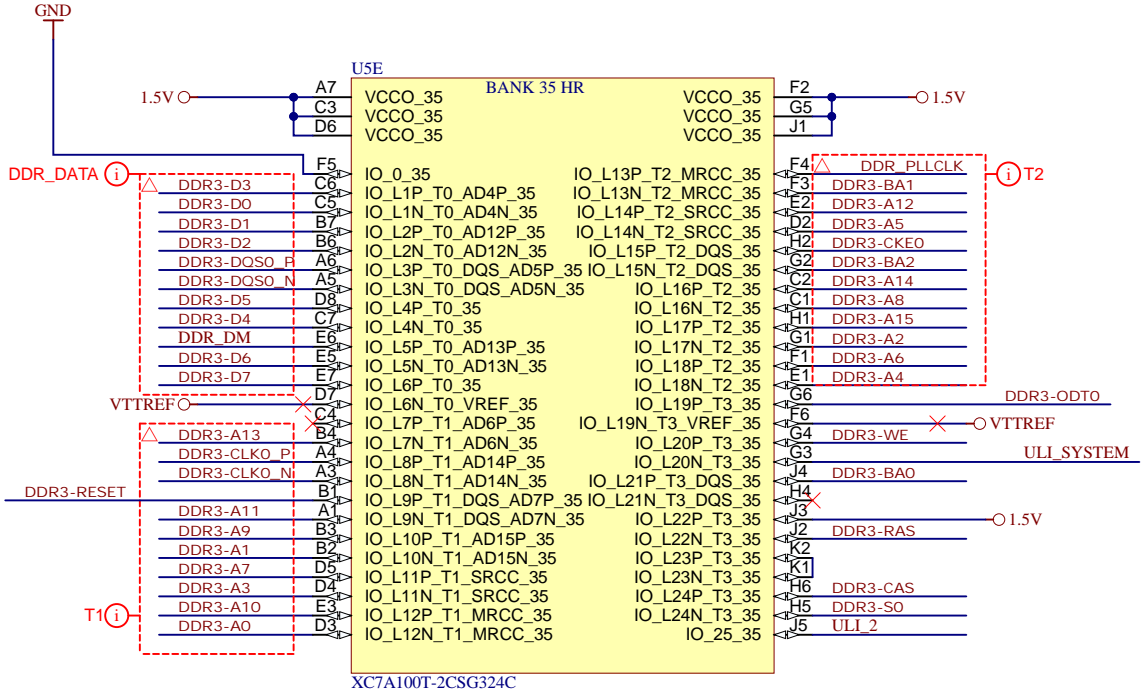 GND
U5E
BANK 35 HR
1.5V A7 VCCO_35 VCCO_35 F2 1.5V
C3 VCCO_35 VCCO_35 G5
D6 VCCO_35 VCCO_35 J1
DDR_DATA i F5 IO_0_35 IO_L13P_T2_MRCC_35 F4 DDR_PLLCLK i T2
DDR3-D3 C6 IO_L1P_T0_AD4P_35 IO_L13N_T2_MRCC_35 F3 DDR3-BA1
DDR3-D0 C5 IO_L1N_T0_AD4N_35 IO_L14P_T2_SRCC_35 E2 DDR3-A12
DDR3-D1 B7 IO_L2P_T0_AD12P_35 IO_L14N_T2_SRCC_35 D2 DDR3-A5
DDR3-D2 B6 IO_L2N_T0_AD12N_35 IO_L15P_T2_DQS_35 H2 DDR3-CKE0
DDR3-DQS0_P A6 IO_L3P_T0_DQS_AD5P_35 IO_L15N_T2_DQS_35 G2 DDR3-BA2
DDR3-DQS0_N A5 IO_L3N_T0_DQS_AD5N_35 IO_L16P_T2_35 C2 DDR3-A14
DDR3-D5 D8 IO_L4P_T0_35 IO_L16N_T2_35 C1 DDR3-A8
DDR3-D4 C7 IO_L4N_T0_35 IO_L17P_T2_35 H1 DDR3-A15
DDR_DM E6 IO_L5P_T0_AD13P_35 IO_L17N_T2_35 G1 DDR3-A2
DDR3-D6 E5 IO_L5N_T0_AD13N_35 IO_L18P_T2_35 F1 DDR3-A6
DDR3-D7 E7 IO_L6P_T0_35 IO_L18N_T2_35 E1 DDR3-A4
VTTREF D7 IO_L6N_T0_VREF_35 IO_L19P_T3_35 G6 DDR3-ODT0
C4 IO_L7P_T1_AD6P_35 IO_L19N_T3_VREF_35 F6 VTTREF
DDR3-A13 B4 IO_L7N_T1_AD6N_35 IO_L20P_T3_35 G4 DDR3-WE
DDR3-CLK0_P A4 IO_L8P_T1_AD14P_35 IO_L20N_T3_35 G3 ULI_SYSTEM
DDR3-CLK0_N A3 IO_L8N_T1_AD14N_35 IO_L21P_T3_DQS_35 J4 DDR3-BA0
DDR3-RESET B1 IO_L9P_T1_DQS_AD7P_35 IO_L21N_T3_DQS_35 H4
DDR3-A11 A1 IO_L9N_T1_DQS_AD7N_35 IO_L22P_T3_35 J3 1.5V
DDR3-A9 B3 IO_L10P_T1_AD15P_35 IO_L22N_T3_35 J2 DDR3-RAS
DDR3-A1 B2 IO_L10N_T1_AD15N_35 IO_L23P_T3_35 K2
DDR3-A7 D5 IO_L11P_T1_SRCC_35 IO_L23N_T3_35 K1
DDR3-A3 D4 IO_L11N_T1_SRCC_35 IO_L24P_T3_35 H6 DDR3-CAS
T1 i DDR3-A10 E3 IO_L12P_T1_MRCC_35 IO_L24N_T3_35 H5 DDR3-S0
DDR3-A0 D3 IO_L12N_T1_MRCC_35 IO_25_35 J5 ULI_2
XC7A100T-2CSG324C